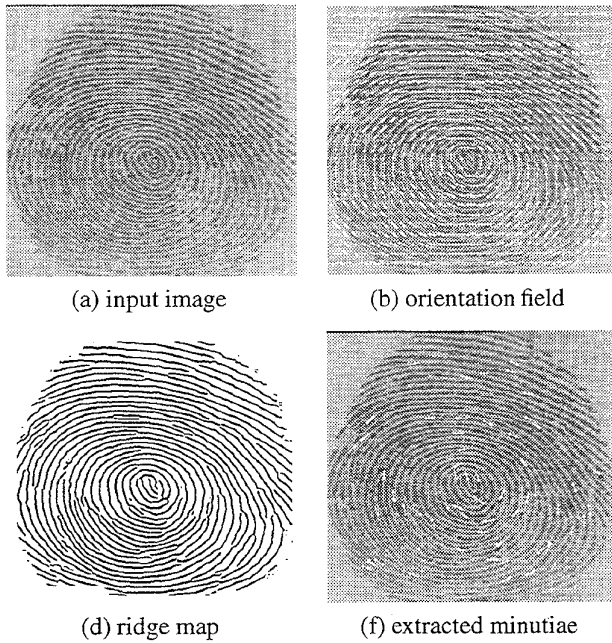 (a) input image
(b) orientation field
(d) ridge map
(f) extracted minutiae